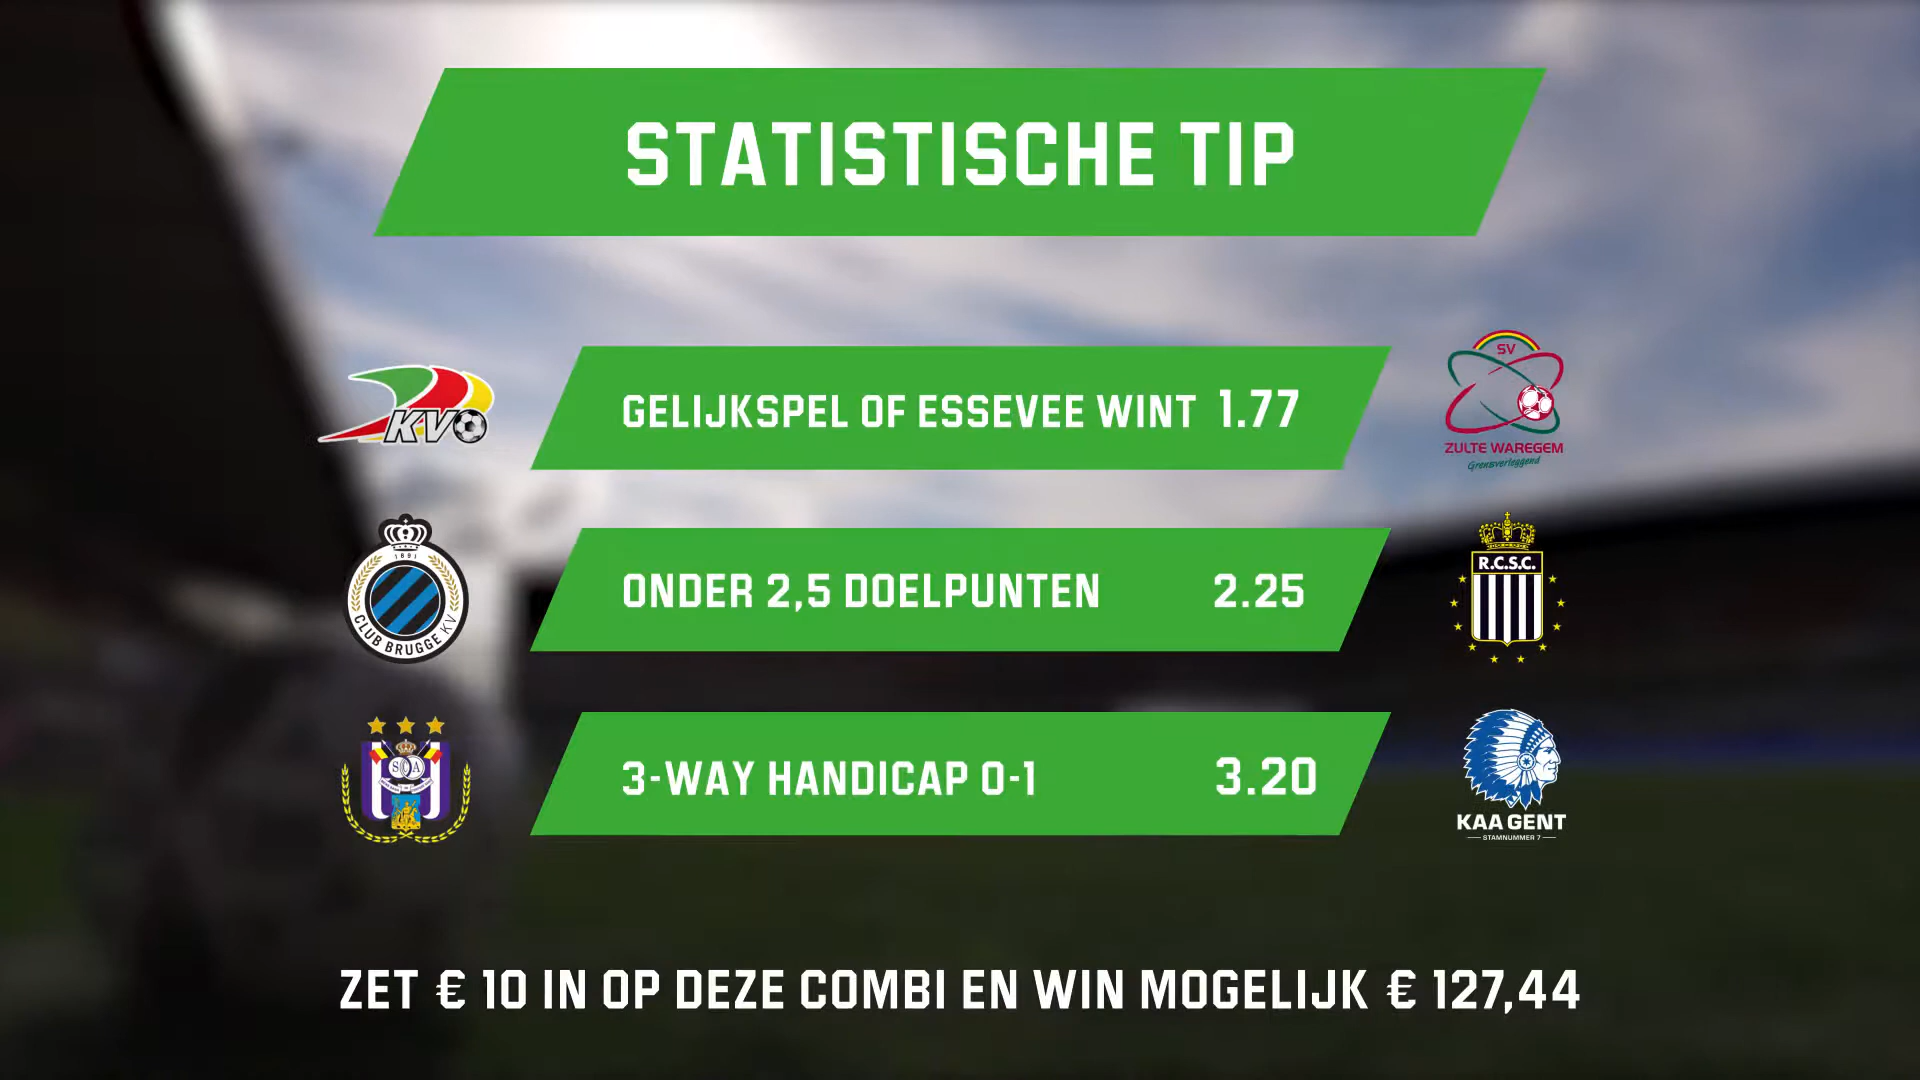 STATISTISCHE TIP
KVO
GELIJKSPEL OF ESSEVEE WINT 1.77
SV
ZULTE WAREGEM
Grensverleggend
1891
CLUB BRUGGE KV
ONDER 2,5 DOELPUNTEN 2.25
R.C.S.C.
SCA
3-WAY HANDICAP 0-1 3.20
KAA GENT
STAMNUMMER 7
ZET € 10 IN OP DEZE COMBI EN WIN MOGELIJK € 127,44